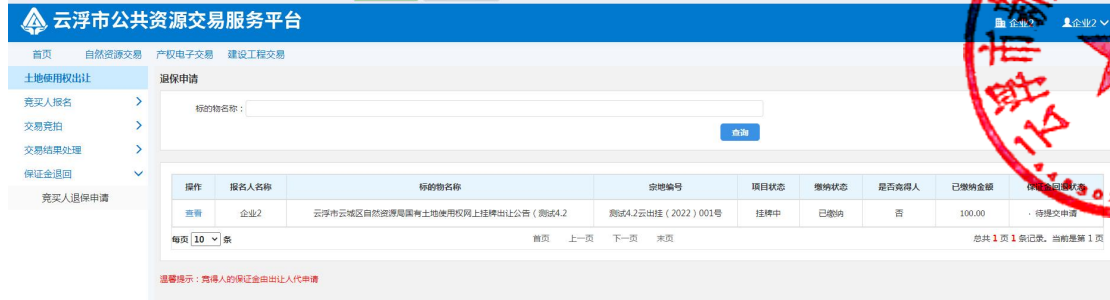 云浮市公共资源交易服务平台
企业2 企业2
首页 自然资源交易 产权电子交易 建设工程交易
土地使用权出让 退保申请
竞买人报名
标的物名称：
交易竞拍
查询
交易结果处理
保证金退回
竞买人退保申请
操作 报名人名称 标的物名称 宗地编号 项目状态 缴纳状态 是否竞得人 已缴纳金额 保证金回退状态
查看 企业2 云浮市云城区自然资源局国有土地使用权网上挂牌出让公告（测试4.2 测试4.2云出挂（2022）001号 挂牌中 已缴纳 否 100.00 · 待提交申请
每页 10 条 首页 上一页 下一页 末页 总共 1 页 1 条记录。当前是第 1 页
温馨提示：竞得人的保证金由出让人代申请